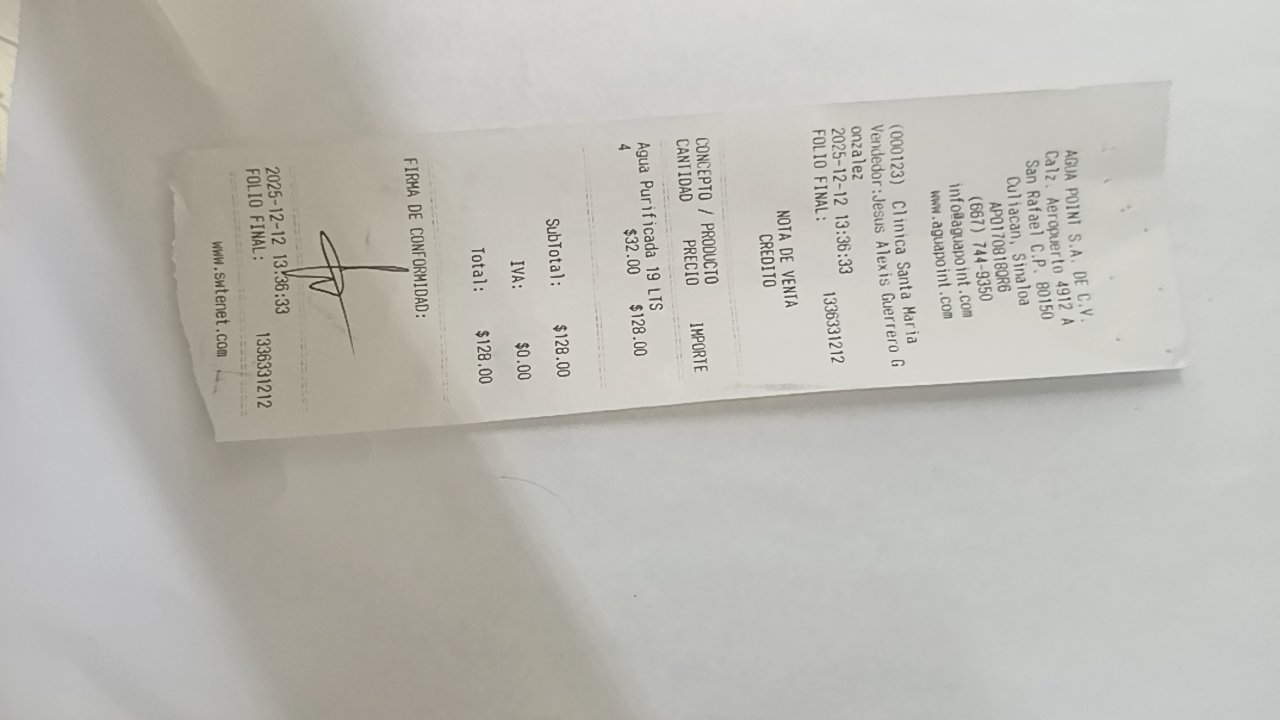 AGUA POINT S.A. DE C.V.
Calz. Aeropuerto 4912 A
San Rafael C.P. 80150
Culiacan, Sinaloa
APO170818QR6
(667) 744-9350
info@aguapoint.com
www.aguapoint.com
(000123) Clinica Santa Maria
Vendedor:Jesus Alexis Guerrero G
onzalez
2025-12-12 13:36:33
FOLIO FINAL: 1336331212
NOTA DE VENTA
CREDITO
CONCEPTO / PRODUCTO
CANTIDAD PRECIO IMPORTE
Agua Purificada 19 LTS
4 $32.00 $128.00
SubTotal: $128.00
IVA: $0.00
Total: $128.00
FIRMA DE CONFORMIDAD:
2025-12-12 13:36:33
FOLIO FINAL: 1336331212
www.swtenet.com